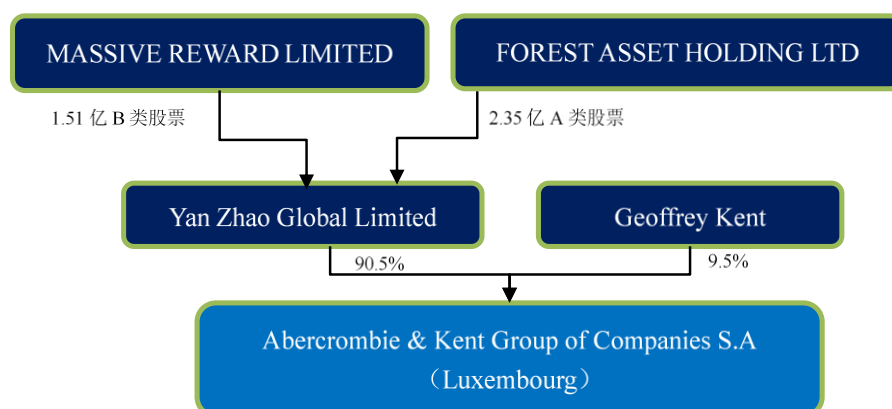 MASSIVE REWARD LIMITED
FOREST ASSET HOLDING LTD
1.51 亿 B 类股票
2.35 亿 A 类股票
Yan Zhao Global Limited
Geoffrey Kent
90.5%
9.5%
Abercrombie & Kent Group of Companies S.A
（Luxembourg）